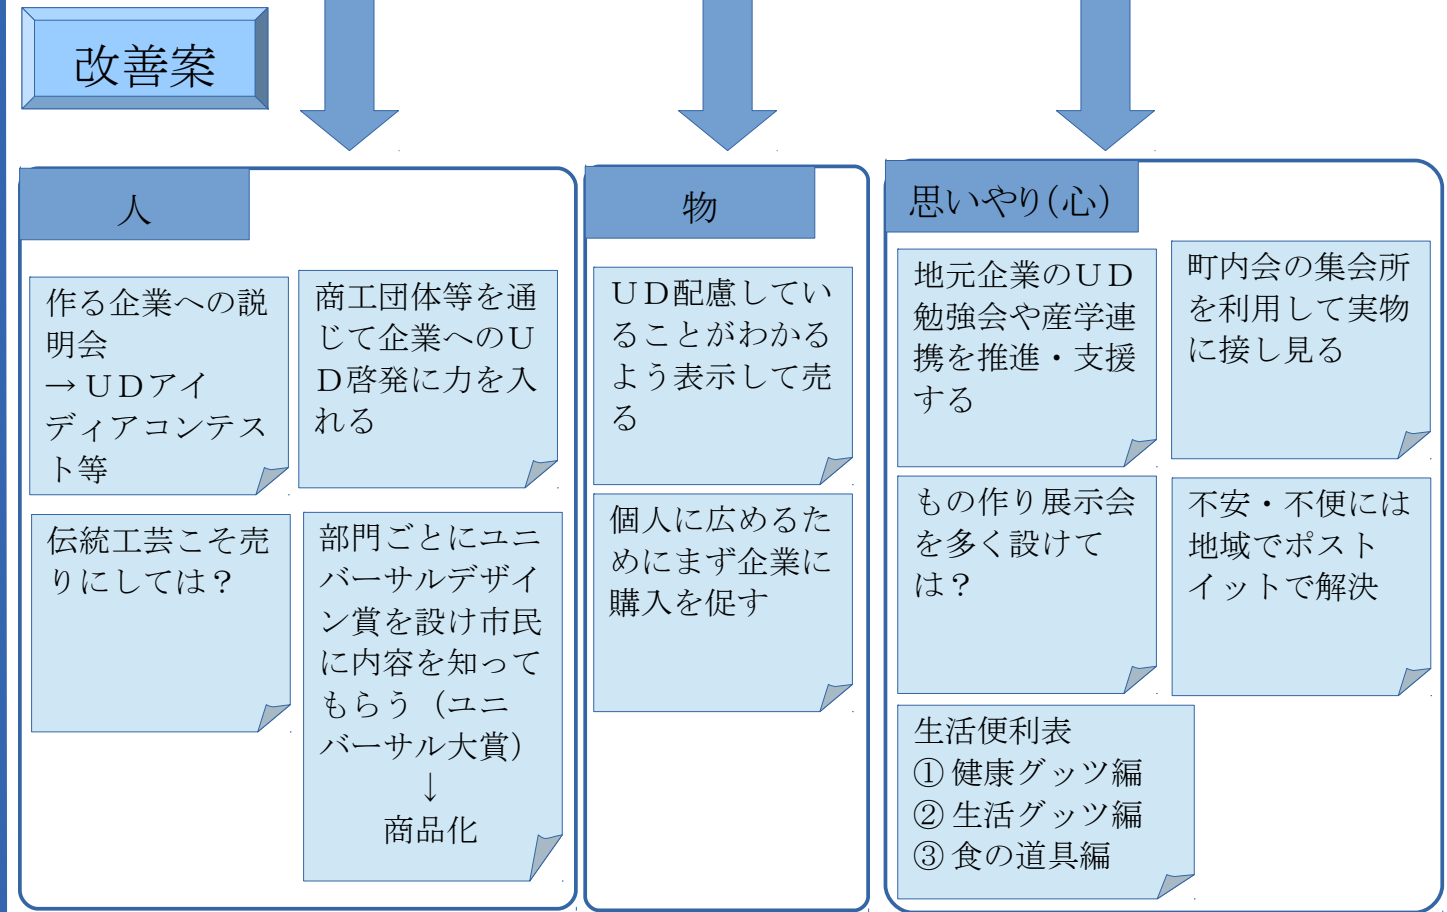 改善案
人
作る企業への説
明会
→ＵＤアイ
ディアコンテス
ト等
商工団体等を通
じて企業へのＵ
Ｄ啓発に力を入
れる
伝統工芸こそ売
りにしては？
部門ごとにユニ
バーサルデザイ
ン賞を設け市民
に内容を知って
もらう（ユニ
バーサル大賞）
↓
商品化
物
ＵＤ配慮してい
ることがわかる
よう表示して売
る
個人に広めるた
めにまず企業に
購入を促す
思いやり(心)
地元企業のＵＤ
勉強会や産学連
携を推進・支援
する
町内会の集会所
を利用して実物
に接し見る
もの作り展示会
を多く設けて
は？
不安・不便には
地域でポスト
イットで解決
生活便利表
①健康グッツ編
②生活グッツ編
③食の道具編